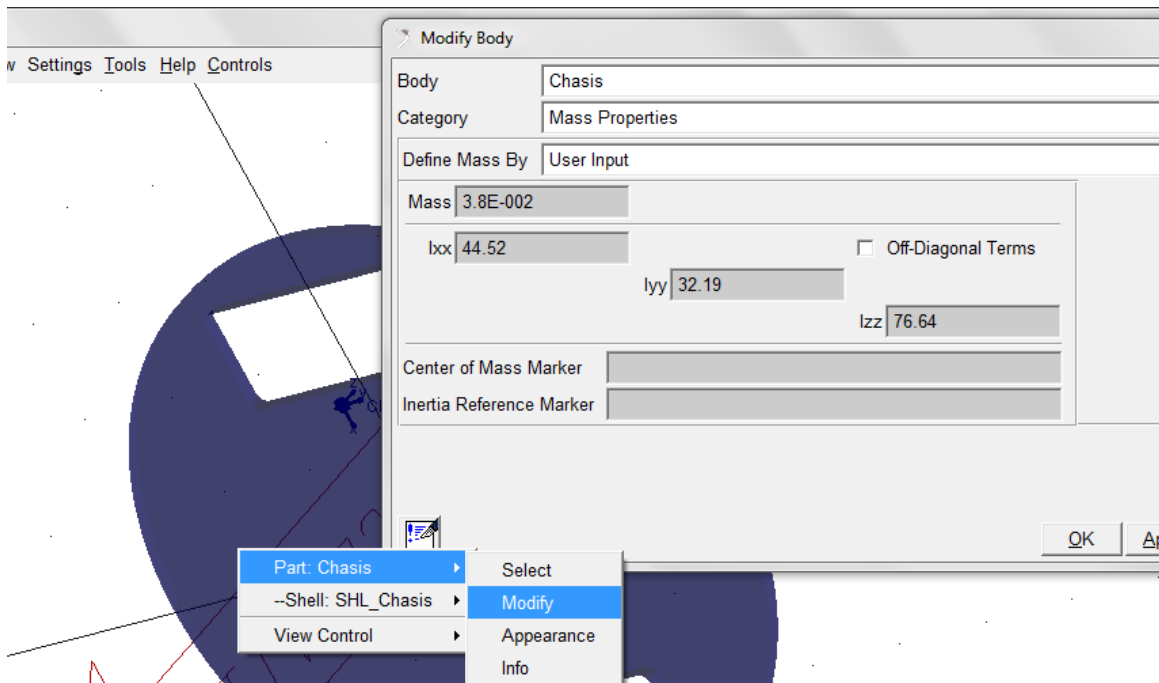 Modify Body
w Settings Tools Help Controls
Body Chasis
Category Mass Properties
Define Mass By User Input
Mass 3.8E-002
Ixx 44.52 Off-Diagonal Terms
Iyy 32.19
Izz 76.64
Center of Mass Marker
Inertia Reference Marker
OK Ap
Part: Chasis Select
--Shell: SHL_Chasis Modify
View Control Appearance
Info